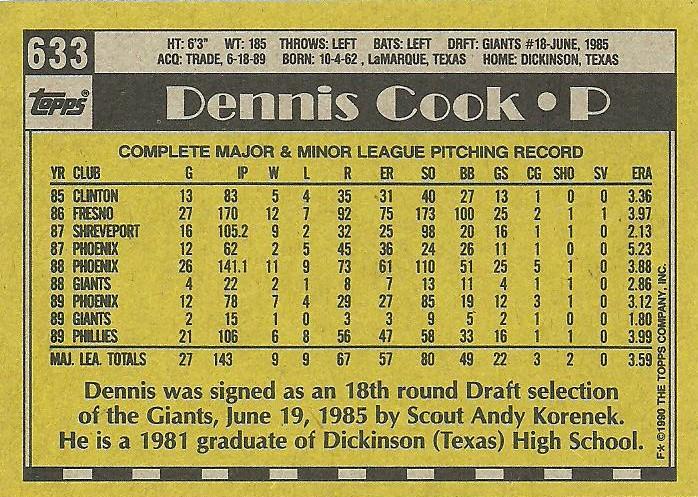 633
HT: 6'3" WT: 185 THROWS: LEFT BATS: LEFT DRFT: GIANTS #18-JUNE, 1985
ACQ: TRADE, 6-18-89 BORN: 10-4-62 , LaMARQUE, TEXAS HOME: DICKINSON, TEXAS
Topps®
Dennis Cook • P
COMPLETE MAJOR & MINOR LEAGUE PITCHING RECORD
YR CLUB G IP W L R ER SO BB GS CG SHO SV ERA
85 CLINTON 13 83 5 4 35 31 40 27 13 1 0 0 3.36
86 FRESNO 27 170 12 7 92 75 173 100 25 2 1 1 3.97
87 SHREVEPORT 16 105.2 9 2 32 25 98 20 16 1 1 0 2.13
87 PHOENIX 12 62 2 5 45 36 24 26 11 1 0 0 5.23
88 PHOENIX 26 141.1 11 9 73 61 110 51 25 5 1 0 3.88
88 GIANTS 4 22 2 1 8 7 13 11 4 1 1 0 2.86
89 PHOENIX 12 78 7 4 29 27 85 19 12 3 1 0 3.12
89 GIANTS 2 15 1 0 3 3 9 5 2 1 0 0 1.80
89 PHILLIES 21 106 6 8 56 47 58 33 16 1 1 0 3.99
MAJ. LEA. TOTALS 27 143 9 9 67 57 80 49 22 3 2 0 3.59
Dennis was signed as an 18th round Draft selection
of the Giants, June 19, 1985 by Scout Andy Korenek.
He is a 1981 graduate of Dickinson (Texas) High School.
F* ©1990 THE TOPPS COMPANY, INC.